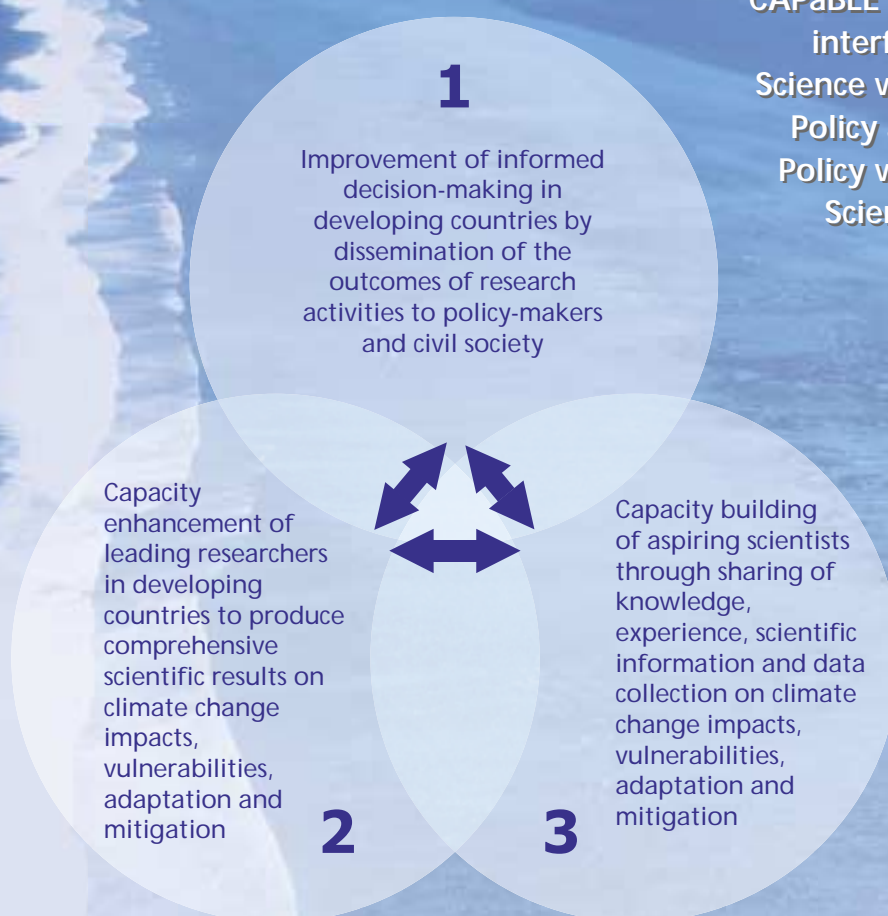 CAPaBLE
Science
Policy
Policy
1
Improvement of informed
decision-making in
developing countries by
dissemination of the
outcomes of research
activities to policy-makers
and civil society
Capacity
enhancement of
leading researchers
in developing
countries to produce
comprehensive
scientific results on
climate change
impacts,
vulnerabilities,
adaptation and
mitigation
2
Capacity building
of aspiring scientists
through sharing of
knowledge,
experience, scientific
information and data
collection on climate
change impacts,
vulnerabilities,
adaptation and
mitigation
3